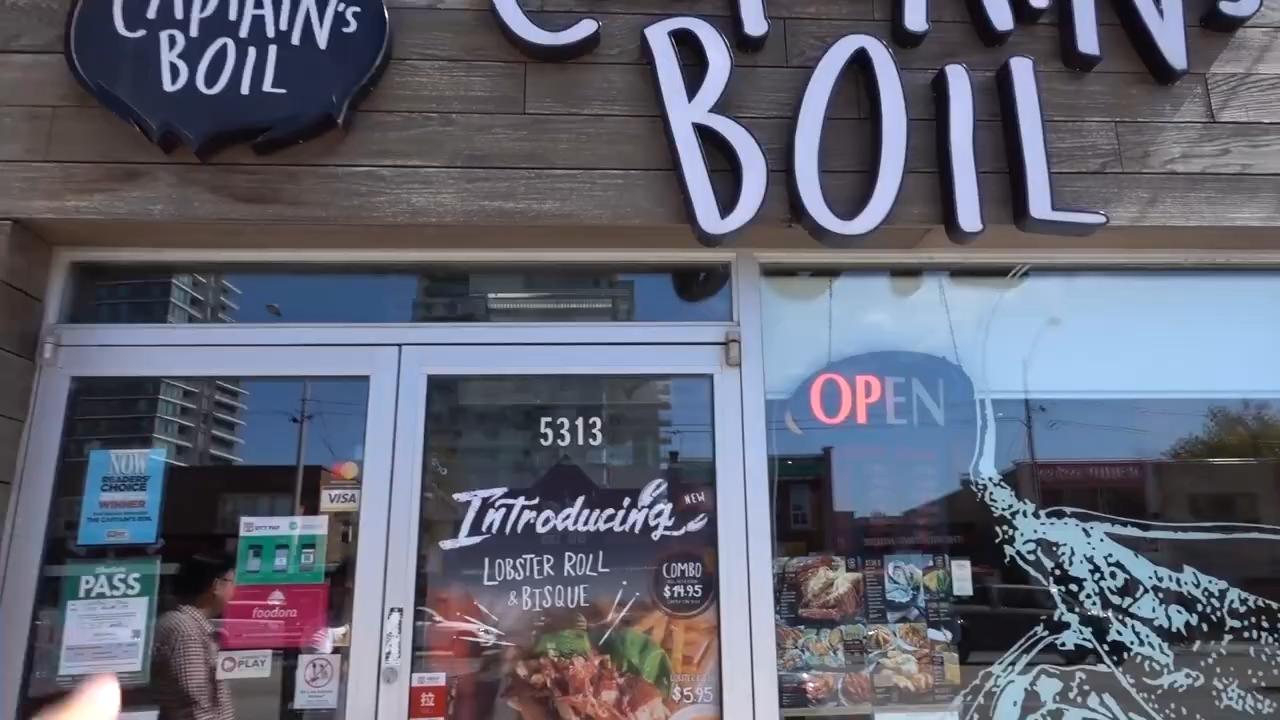 CAPTAIN'S
BOIL
CAPTAIN'S
BOIL
OPEN
5313
Introducing
NEW
LOBSTER ROLL
& BISQUE
COMBO
$14.95
$5.95
NOW
READERS'
CHOICE
WINNER
THE CAPTAIN'S BOIL
VISA
PASS
foodora
PLAY
拉